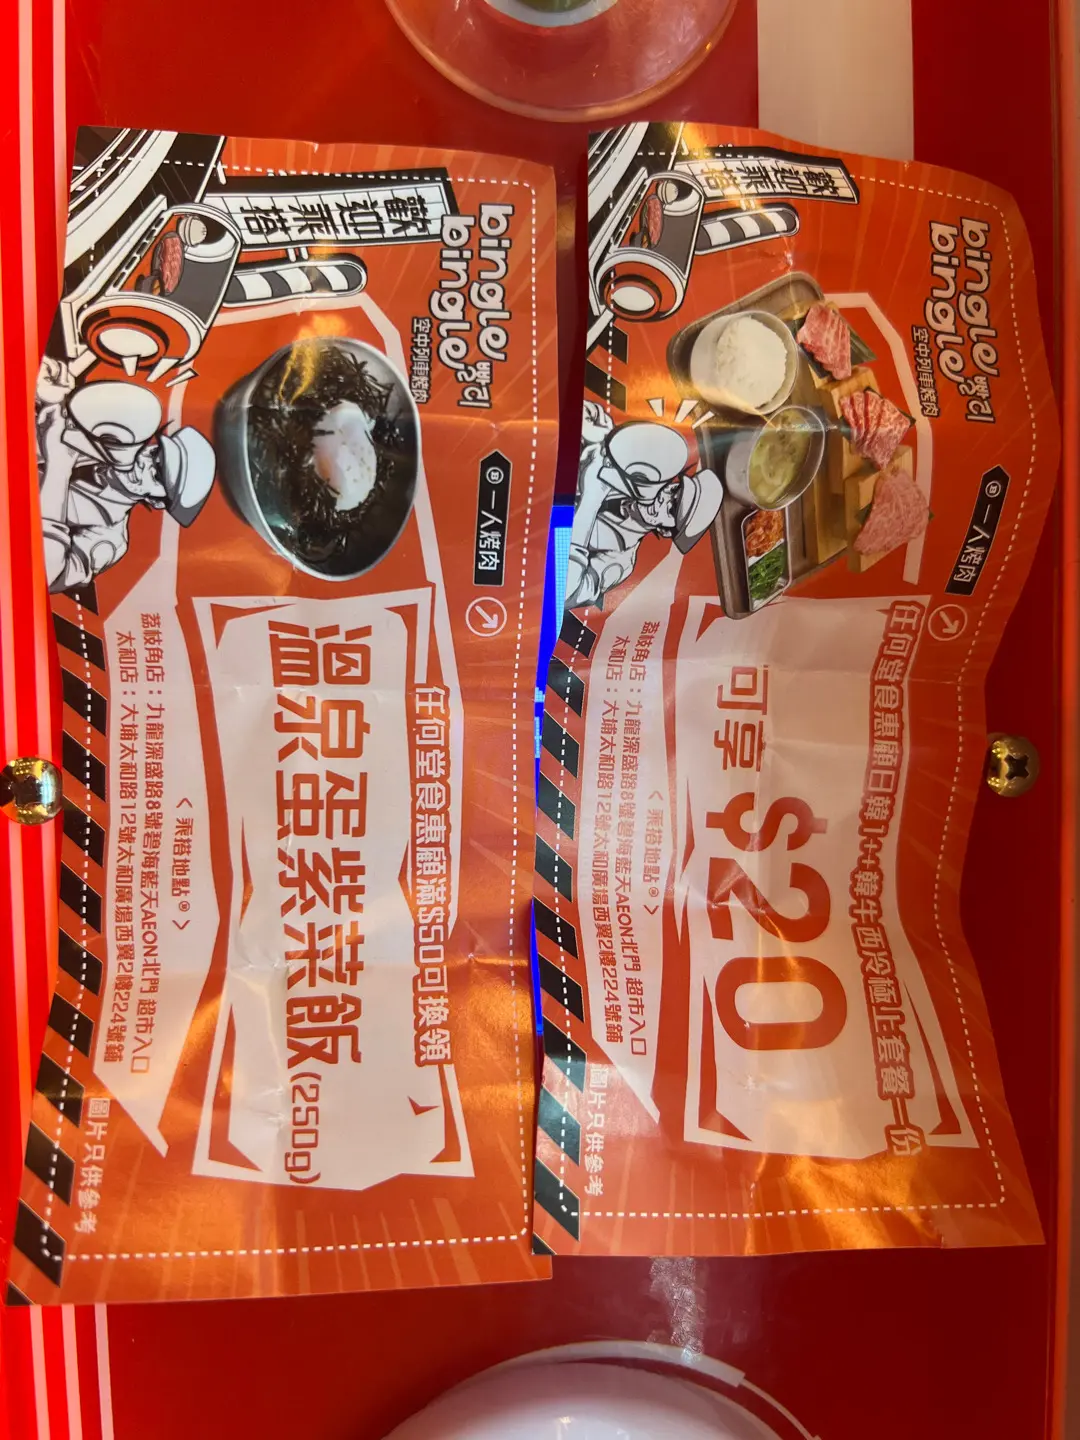 歡迎乘搭
bingle
bingle 빙리
空中列車烤肉
一人烤肉
任何堂食惠顧日韓1++韓牛西冷極上套餐一份
可享 $20
< 乘搭地點® >
荔枝角店：九龍深盛路8號碧海藍天AEON北門 超市入口
太和店：大埔太和路12號太和廣場西翼2樓224號鋪
圖片只供參考
歡迎乘搭
bingle
bingle 빙리
空中列車烤肉
一人烤肉
任何堂食惠顧滿$50可換領
溫泉蛋紫菜飯(250g)
< 乘搭地點® >
荔枝角店：九龍深盛路8號碧海藍天AEON北門 超市入口
太和店：大埔太和路12號太和廣場西翼2樓224號鋪
圖片只供參考